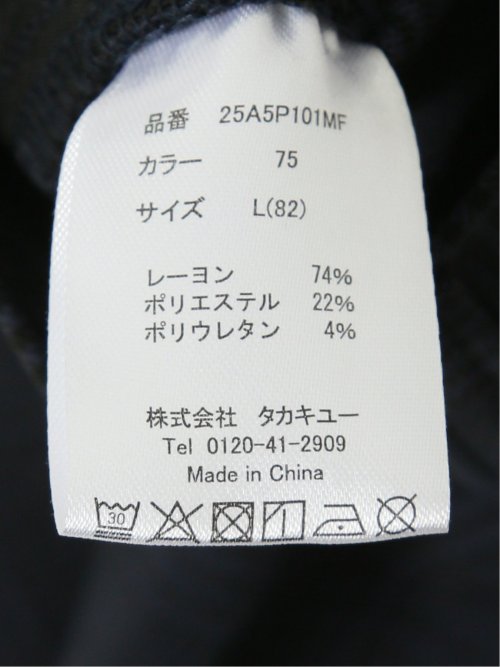 品番 25A5P101MF
カラー 75
サイズ L(82)
レーヨン 74%
ポリエステル 22%
ポリウレタン 4%
株式会社 タカキユー
Tel 0120-41-2909
Made in China
30